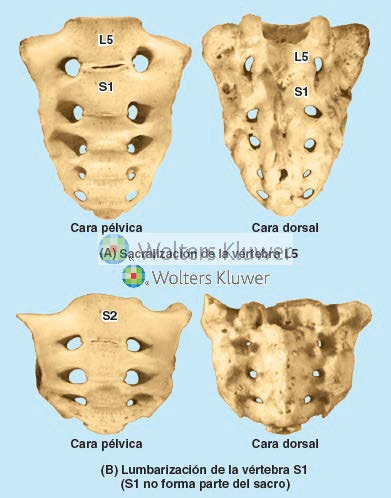 L5
S1
L5
S1
Cara pélvica
Cara dorsal
Wolters Kluwer
(A) Sacralización de la vértebra L5
Wolters Kluwer
S2
Cara pélvica
Cara dorsal
(B) Lumbarización de la vértebra S1
(S1 no forma parte del sacro)